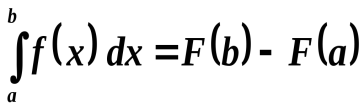 ∫ₐᵇ f(x) dx = F(b) - F(a)